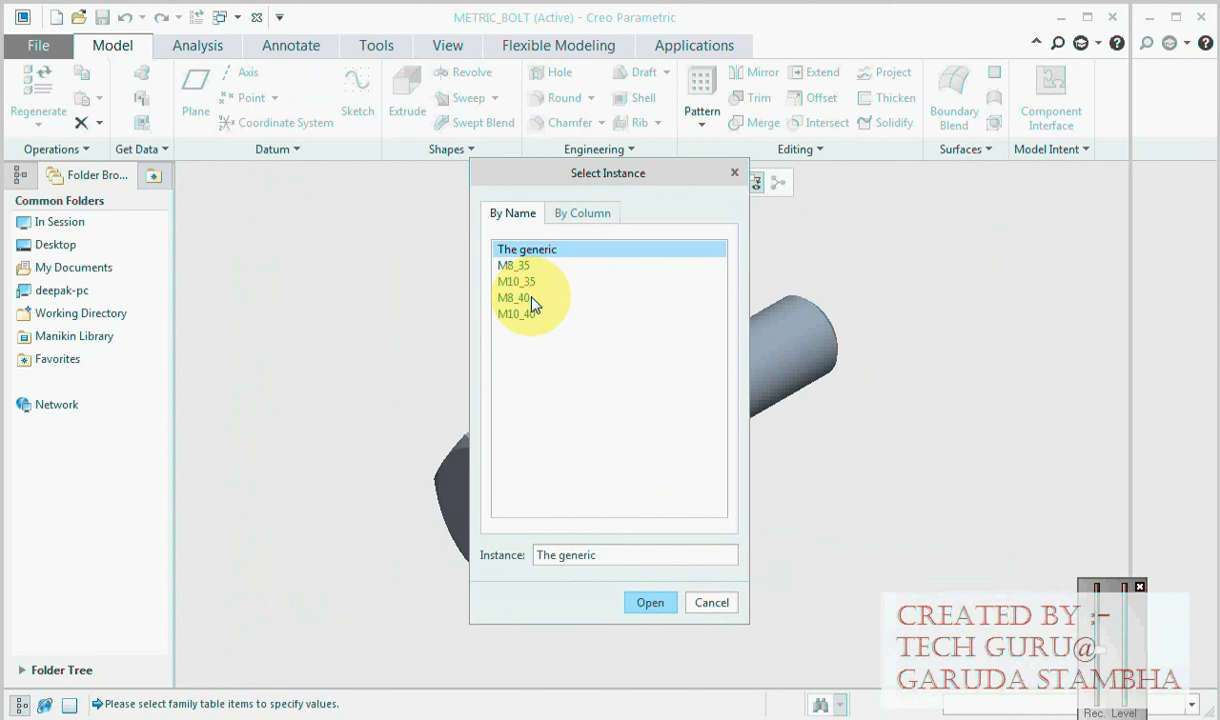 METRIC_BOLT (Active) - Creo Parametric
File Model Analysis Annotate Tools View Flexible Modeling Applications
Regenerate
Operations
Get Data
Plane
Axis
Point
Coordinate System
Sketch
Datum
Extrude
Revolve
Sweep
Swept Blend
Shapes
Hole
Round
Chamfer
Draft
Shell
Rib
Engineering
Pattern
Mirror
Trim
Merge
Extend
Offset
Intersect
Project
Thicken
Solidify
Editing
Boundary
Blend
Surfaces
Component
Interface
Model Intent
Folder Bro...
Common Folders
In Session
Desktop
My Documents
deepak-pc
Working Directory
Manikin Library
Favorites
Network
Folder Tree
Select Instance
By Name By Column
The generic
M8_35
M10_35
M8_40
M10_40
Instance: The generic
Open Cancel
CREATED BY :-
TECH GURU@
GARUDA STAMBHA
Rec. Level
Please select family table items to specify values.